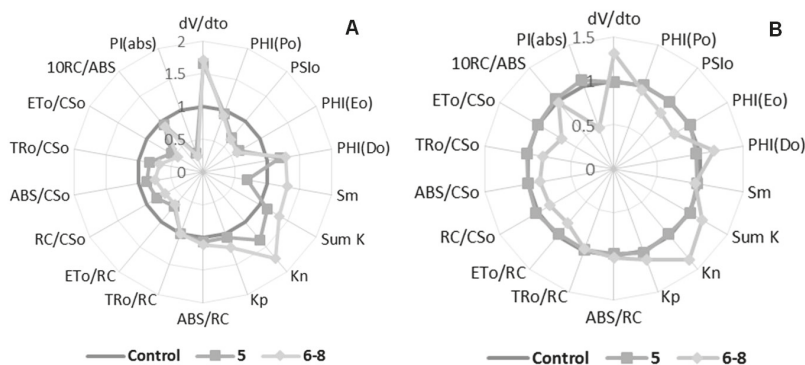 A
dV/dto
PHI(Po)
PSIo
PHI(Eo)
PHI(Do)
Sm
Sum K
Kn
Kp
ABS/RC
TRo/RC
ETo/RC
RC/CSo
ABS/CSo
TRo/CSo
ETo/CSo
10RC/ABS
PI(abs)
2
1.5
1
0.5
0
Control 5 6-8
B
dV/dto
PHI(Po)
PSIo
PHI(Eo)
PHI(Do)
Sm
Sum K
Kn
Kp
ABS/RC
TRo/RC
ETo/RC
RC/CSo
ABS/CSo
TRo/CSo
ETo/CSo
10RC/ABS
PI(abs)
1.5
1
0.5
0
Control 5 6-8